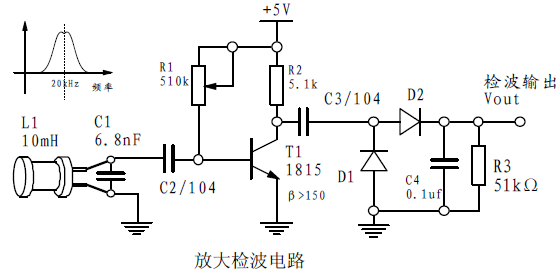 +5V
20kHz
频率
R1
510k
R2
5.1k
C3/104
D2
检波输出
Vout
L1
10mH
C1
6.8nF
C2/104
T1
1815
β>150
D1
C4
0.1uf
R3
51kΩ
放大检波电路